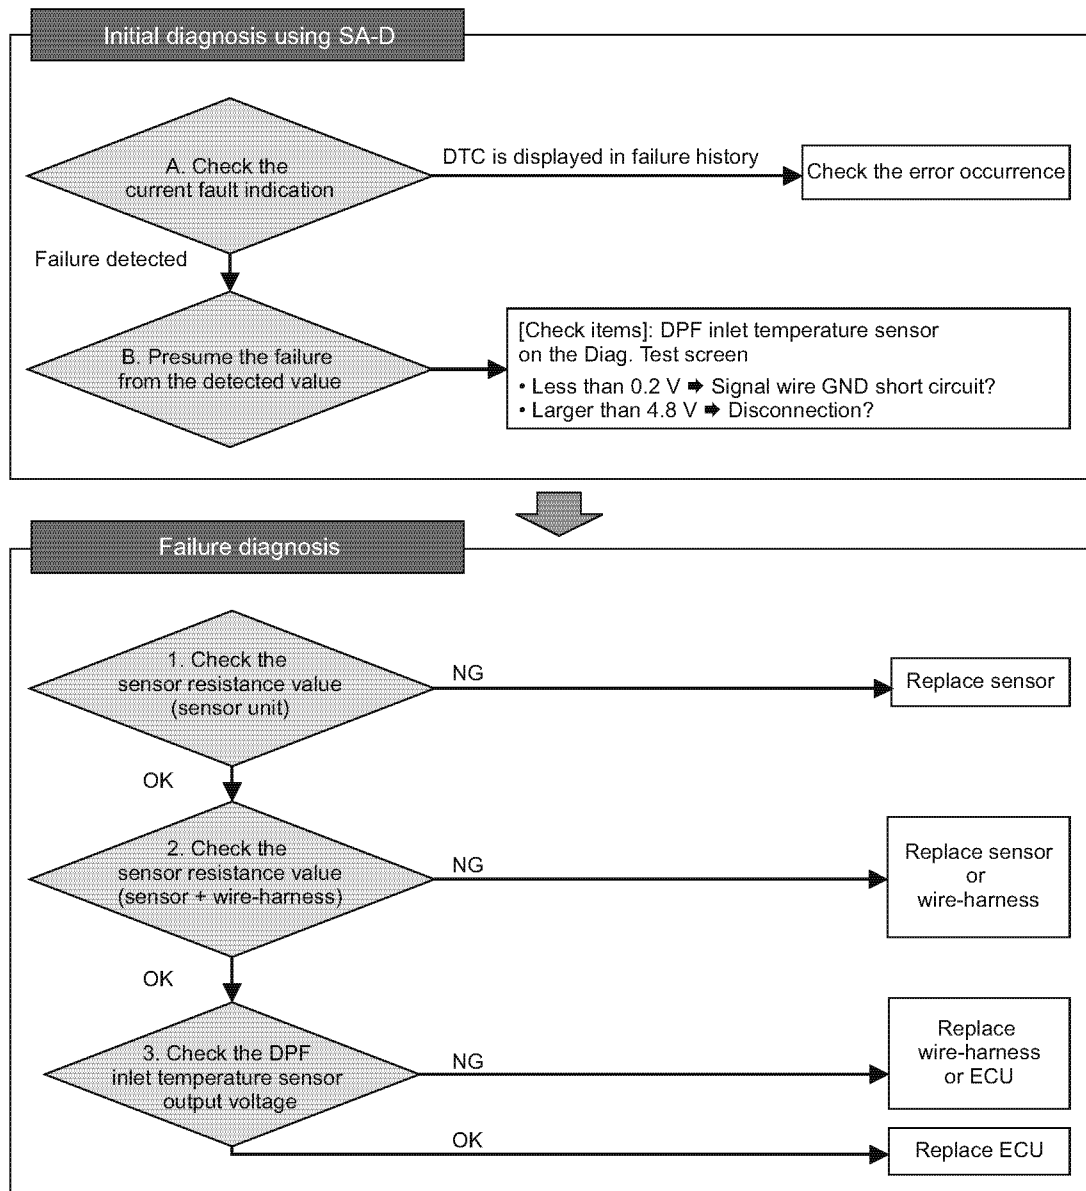 Initial diagnosis using SA-D
A. Check the
current fault indication
DTC is displayed in failure history
Check the error occurrence
Failure detected
B. Presume the failure
from the detected value
[Check items]: DPF inlet temperature sensor
on the Diag. Test screen
• Less than 0.2 V 🡆 Signal wire GND short circuit?
• Larger than 4.8 V 🡆 Disconnection?
Failure diagnosis
1. Check the
sensor resistance value
(sensor unit)
NG
Replace sensor
OK
2. Check the
sensor resistance value
(sensor + wire-harness)
NG
Replace sensor
or
wire-harness
OK
3. Check the DPF
inlet temperature sensor
output voltage
NG
Replace
wire-harness
or ECU
OK
Replace ECU